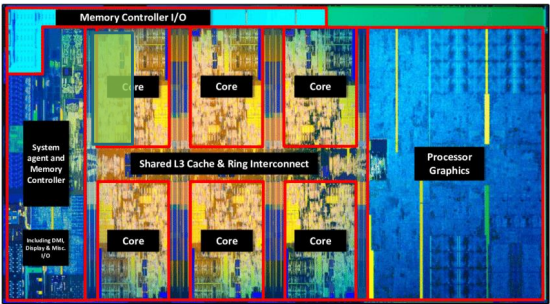 Memory Controller I/O
Core
Core
Core
System
agent and
Memory
Controller
Shared L3 Cache & Ring Interconnect
Processor
Graphics
Including DMI,
Display & Misc.
I/O
Core
Core
Core